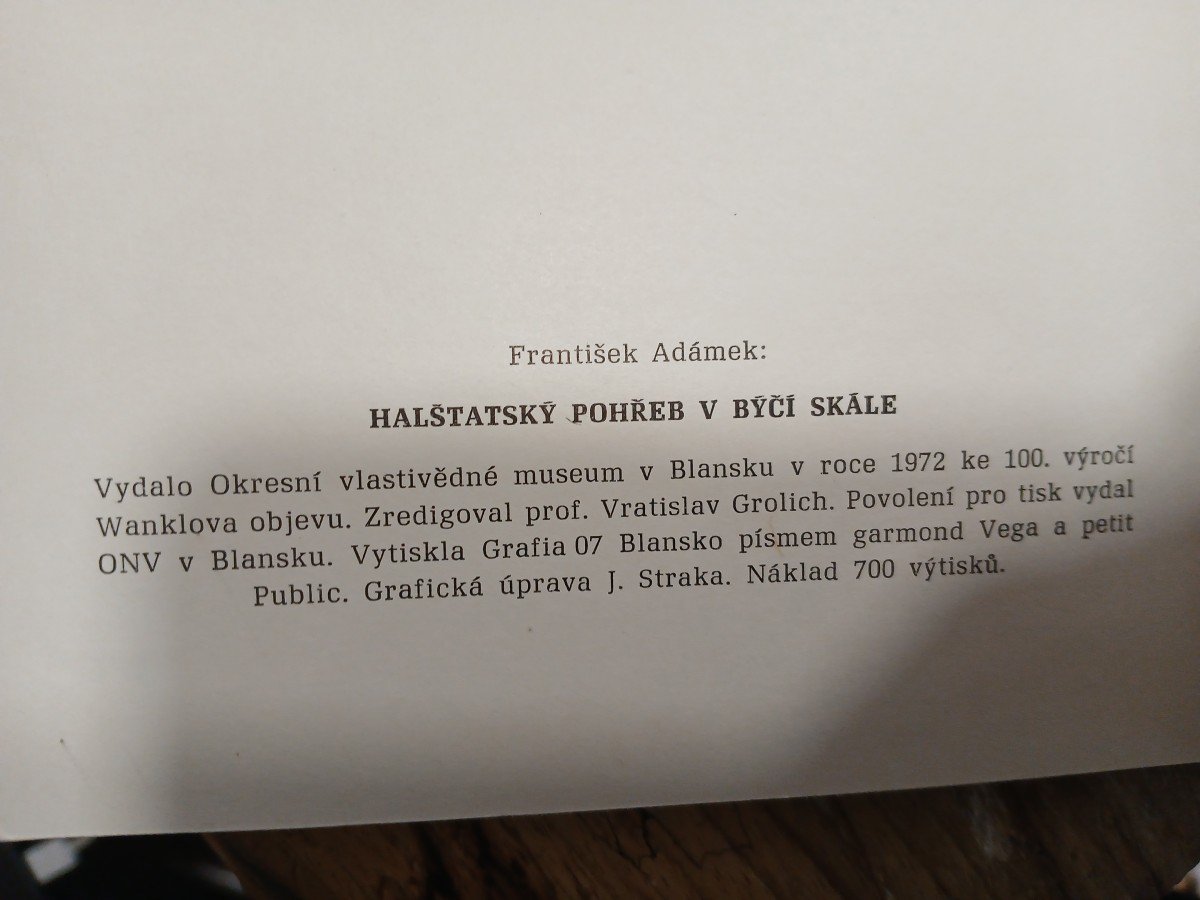 František Adámek:
HALŠTATSKÝ POHŘEB V BÝČÍ SKÁLE
Vydalo Okresní vlastivědné museum v Blansku v roce 1972 ke 100. výročí
Wanklova objevu. Zredigoval prof. Vratislav Grolich. Povolení pro tisk vydal
ONV v Blansku. Vytiskla Grafia 07 Blansko písmem garmond Vega a petit
Public. Grafická úprava J. Straka. Náklad 700 výtisků.